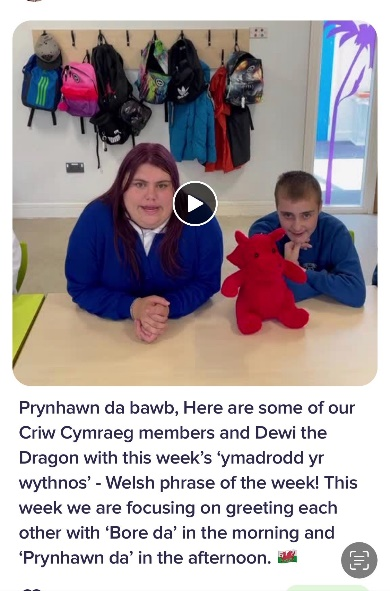 Prynhawn da bawb, Here are some of our
Criw Cymraeg members and Dewi the
Dragon with this week's 'ymadrodd yr
wythnos' - Welsh phrase of the week! This
week we are focusing on greeting each
other with 'Bore da' in the morning and
'Prynhawn da' in the afternoon. 🏴󠁧󠁢󠁷󠁬󠁳󠁿